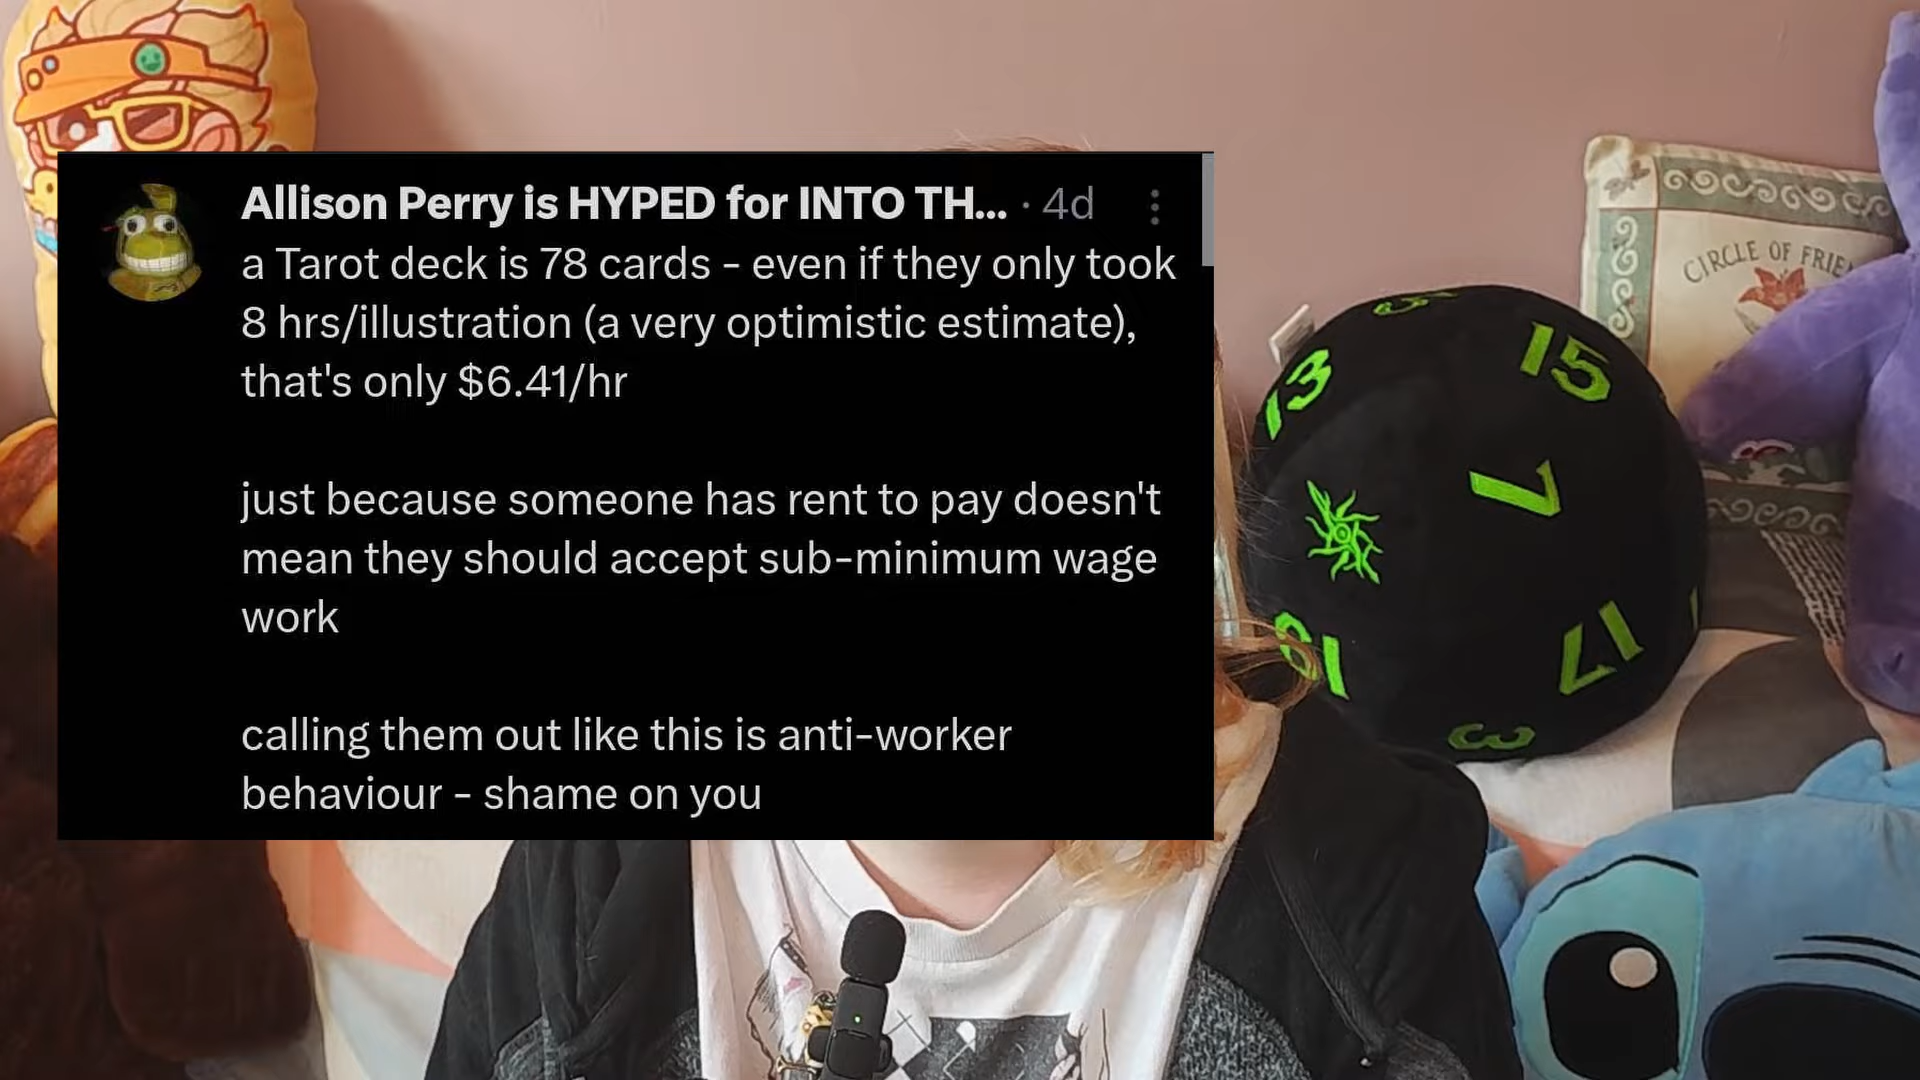 Allison Perry is HYPED for INTO TH... · 4d
a Tarot deck is 78 cards - even if they only took
8 hrs/illustration (a very optimistic estimate),
that's only $6.41/hr
just because someone has rent to pay doesn't
mean they should accept sub-minimum wage
work
calling them out like this is anti-worker
behaviour - shame on you
CIRCLE OF
13
15
7
17
3